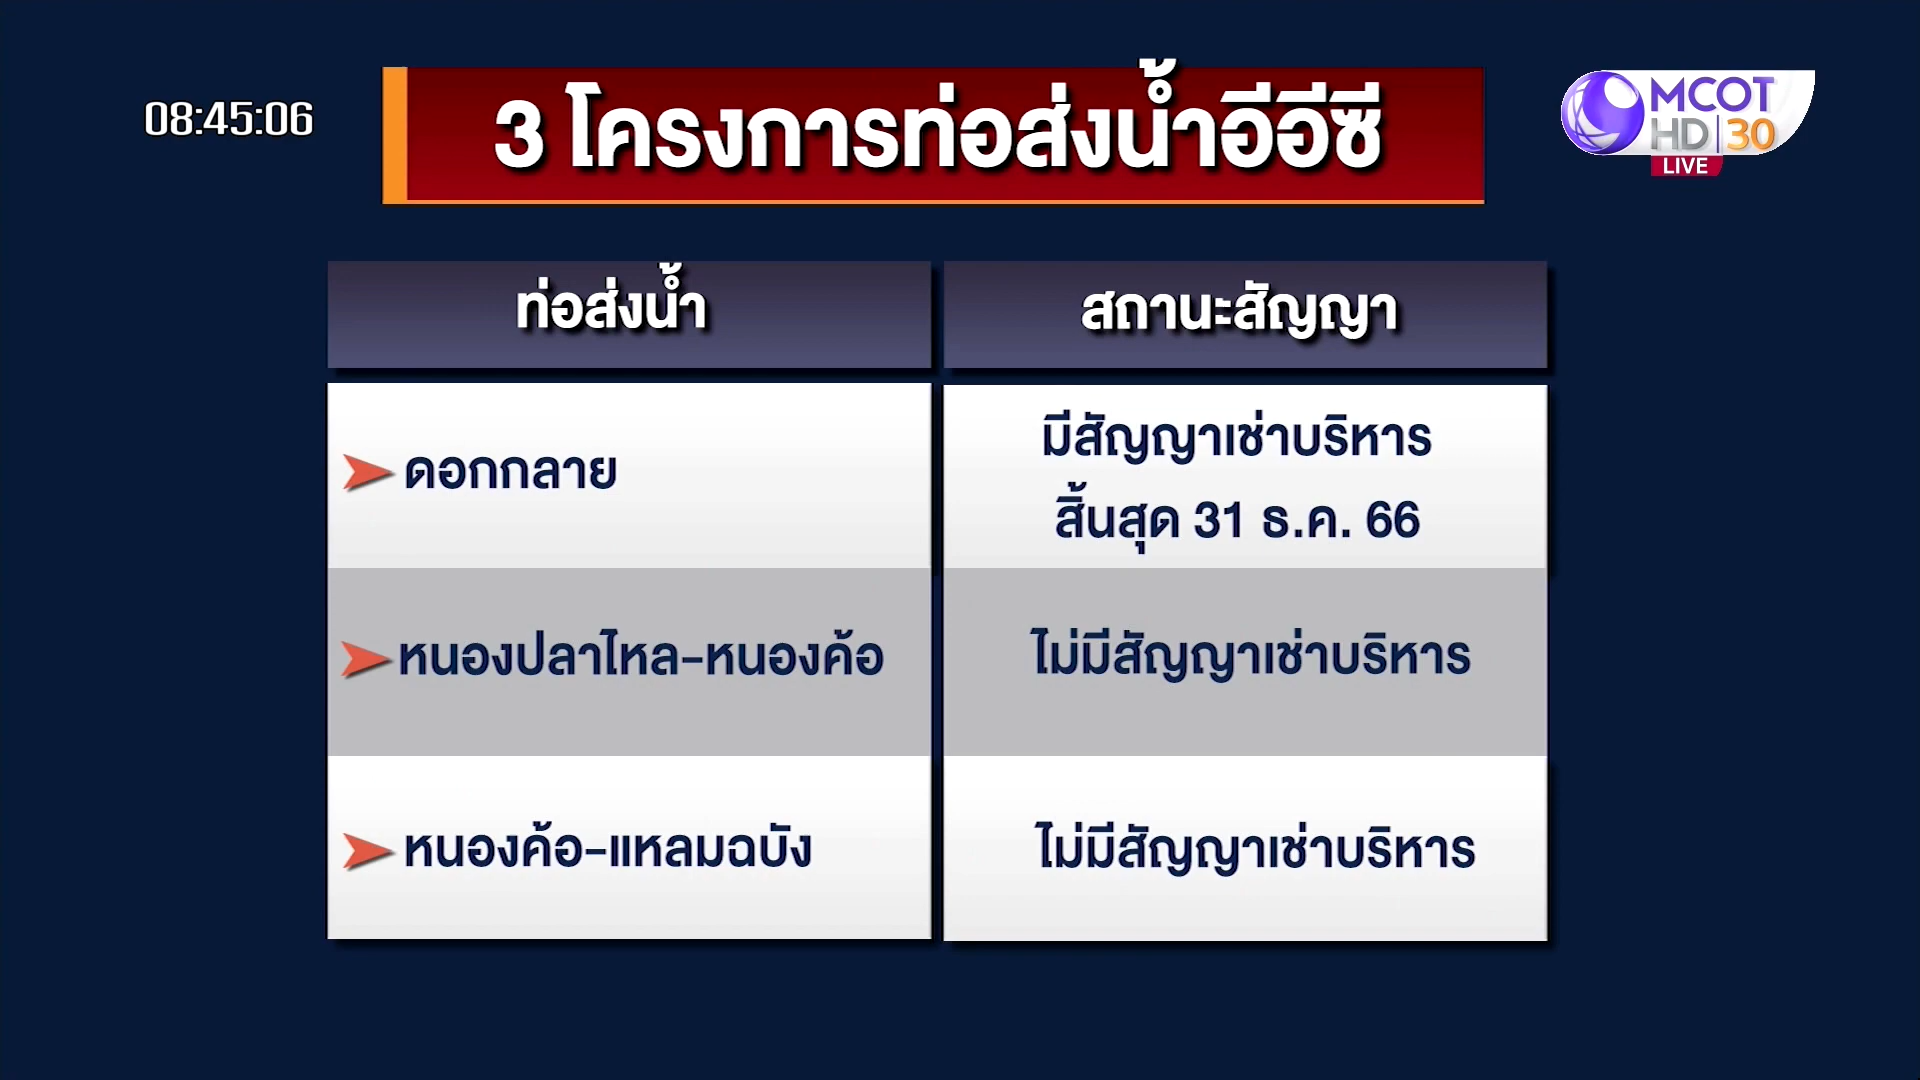 08:45:06
3 โครงการท่อส่งน้ำอีอีซี
MCOT
HD 30
LIVE
ท่อส่งน้ำ
สถานะสัญญา
ดอกกลาย
มีสัญญาเช่าบริหาร
สิ้นสุด 31 ธ.ค. 66
หนองปลาไหล-หนองค้อ
ไม่มีสัญญาเช่าบริหาร
หนองค้อ-แหลมฉบัง
ไม่มีสัญญาเช่าบริหาร